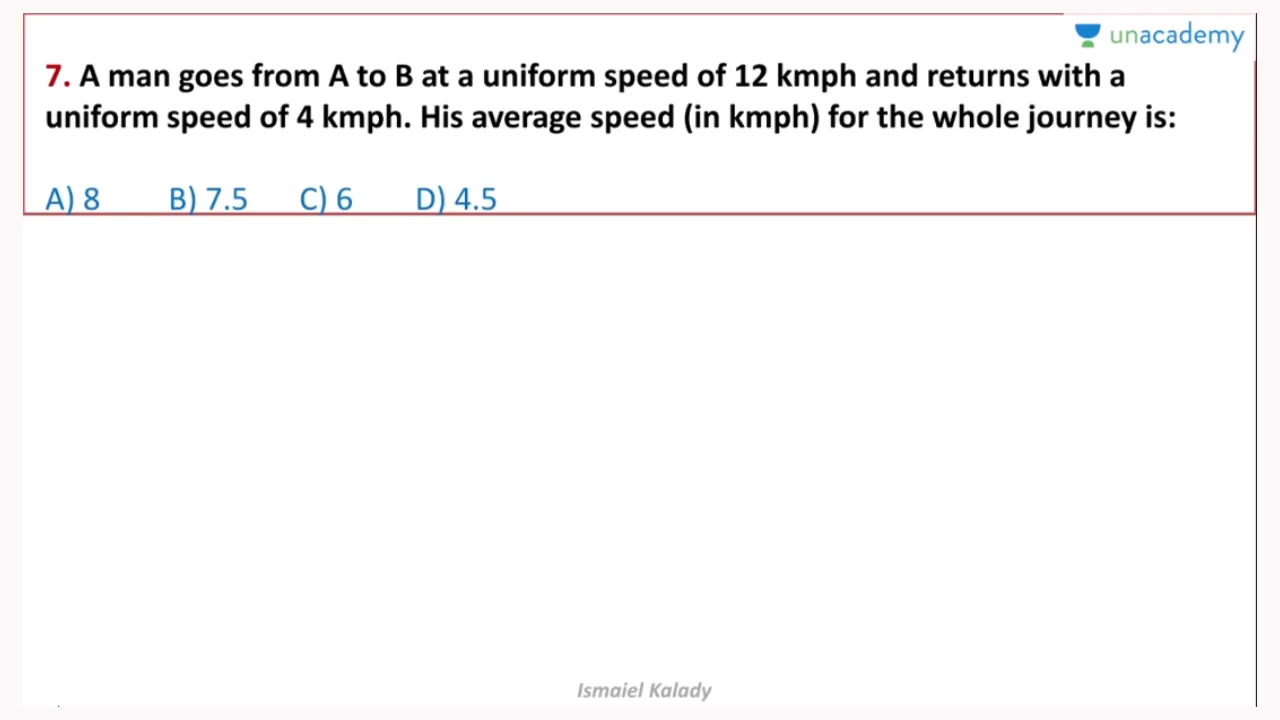 unacademy
7. A man goes from A to B at a uniform speed of 12 kmph and returns with a
uniform speed of 4 kmph. His average speed (in kmph) for the whole journey is:
A) 8 B) 7.5 C) 6 D) 4.5
Ismaiel Kalady